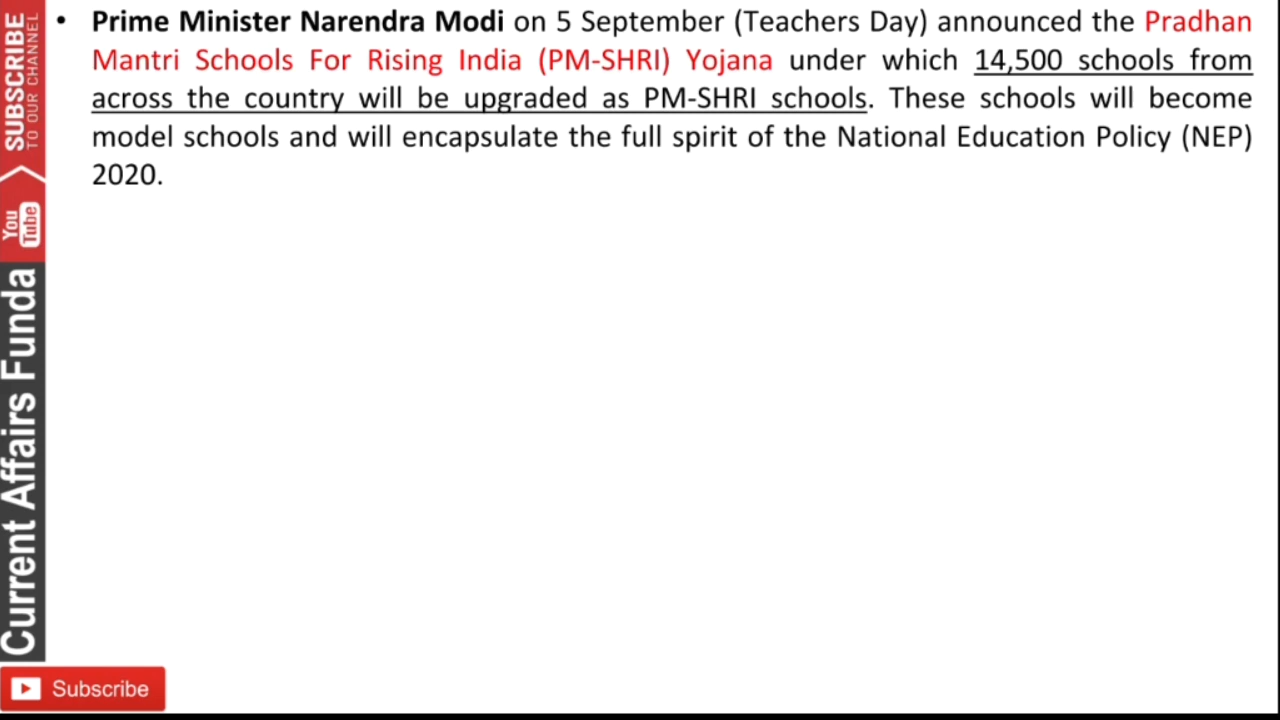 • Prime Minister Narendra Modi on 5 September (Teachers Day) announced the Pradhan
Mantri Schools For Rising India (PM-SHRI) Yojana under which 14,500 schools from
across the country will be upgraded as PM-SHRI schools. These schools will become
model schools and will encapsulate the full spirit of the National Education Policy (NEP)
2020.
SUBSCRIBE
TO OUR CHANNEL
You
Tube
Current Affairs Funda
Subscribe